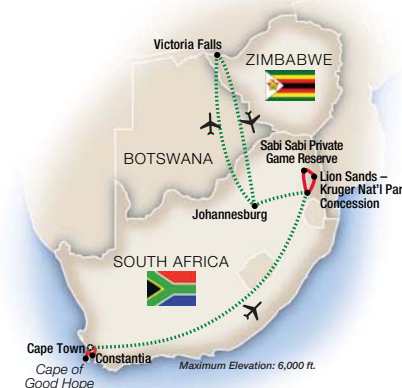 Victoria Falls
ZIMBABWE
BOTSWANA
Sabi Sabi Private
Game Reserve
Lion Sands –
Kruger Nat'l Par
Concession
Johannesburg
SOUTH AFRICA
Cape Town
Constantia
Cape of
Good Hope
Maximum Elevation: 6,000 ft.